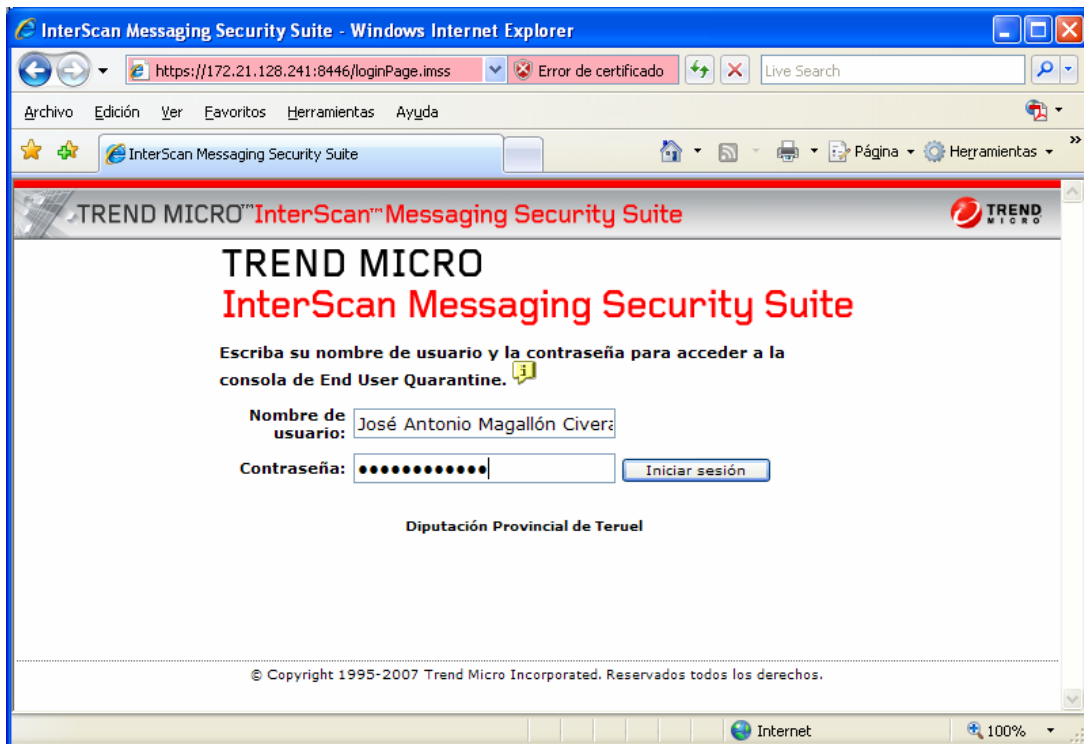 InterScan Messaging Security Suite - Windows Internet Explorer
https://172.21.128.241:8446/loginPage.imss Error de certificado Live Search
Archivo Edición Ver Favoritos Herramientas Ayuda
InterScan Messaging Security Suite Página Herramientas »
TREND MICRO™ InterScan™ Messaging Security Suite TREND MICRO
TREND MICRO
InterScan Messaging Security Suite
Escriba su nombre de usuario y la contraseña para acceder a la
consola de End User Quarantine.
Nombre de
usuario: José Antonio Magallón Civera
Contraseña: ●●●●●●●●●●●● Iniciar sesión
Diputación Provincial de Teruel
© Copyright 1995-2007 Trend Micro Incorporated. Reservados todos los derechos.
Internet 100%